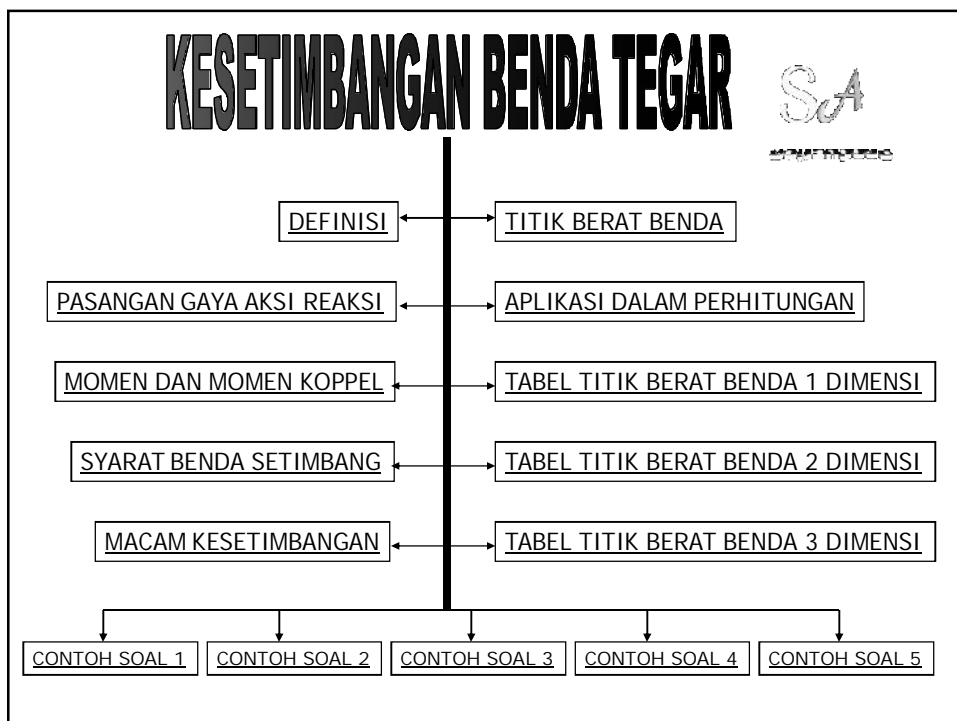 KESETIMBANGAN BENDA TEGAR
SA
DEFINISI
TITIK BERAT BENDA
PASANGAN GAYA AKSI REAKSI
APLIKASI DALAM PERHITUNGAN
MOMEN DAN MOMEN KOPPEL
TABEL TITIK BERAT BENDA 1 DIMENSI
SYARAT BENDA SETIMBANG
TABEL TITIK BERAT BENDA 2 DIMENSI
MACAM KESETIMBANGAN
TABEL TITIK BERAT BENDA 3 DIMENSI
CONTOH SOAL 1
CONTOH SOAL 2
CONTOH SOAL 3
CONTOH SOAL 4
CONTOH SOAL 5